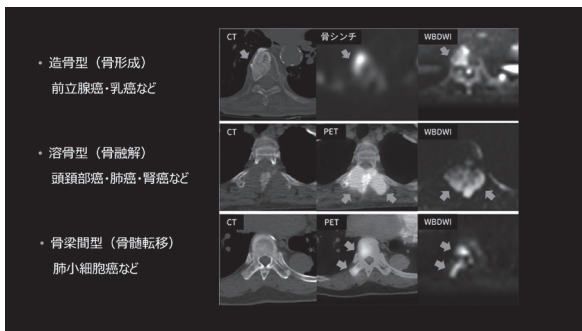 • 造骨型（骨形成）
前立腺癌・乳癌など
CT 骨シンチ WBDWI
• 溶骨型（骨融解）
頭頚部癌・肺癌・腎癌など
CT PET WBDWI
• 骨梁間型（骨髄転移）
肺小細胞癌など
CT PET WBDWI